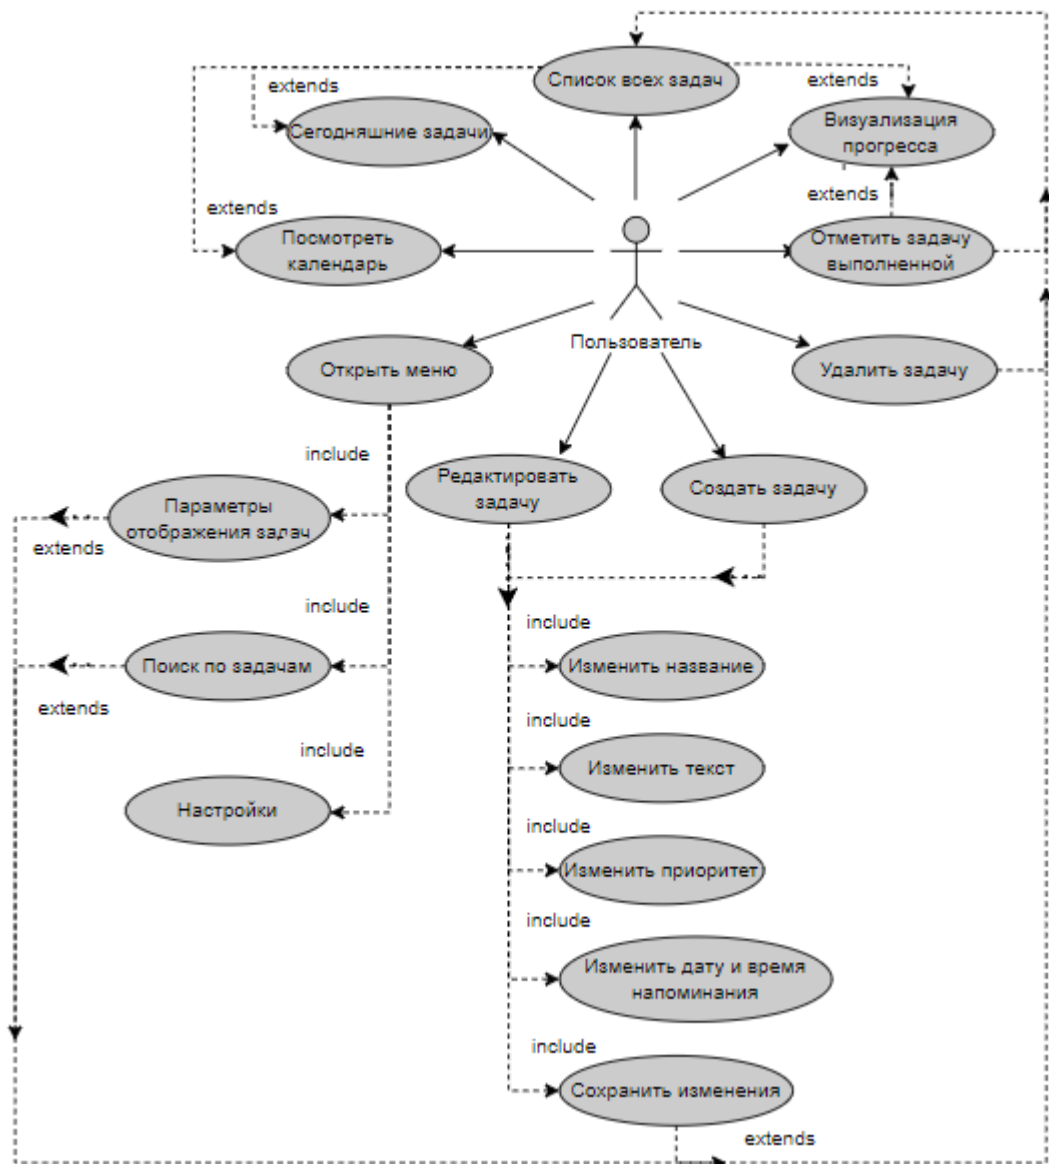 Список всех задач
extends
extends
Сегодняшние задачи
Визуализация
прогресса
extends
extends
Посмотреть
календарь
Отметить задачу
выполненной
Пользователь
Открыть меню
Удалить задачу
include
Редактировать
задачу
Создать задачу
Параметры
отображения задач
extends
include
include
Поиск по задачам
Изменить название
extends
include
include
Изменить текст
Настройки
include
Изменить приоритет
include
Изменить дату и время
напоминания
include
Сохранить изменения
extends